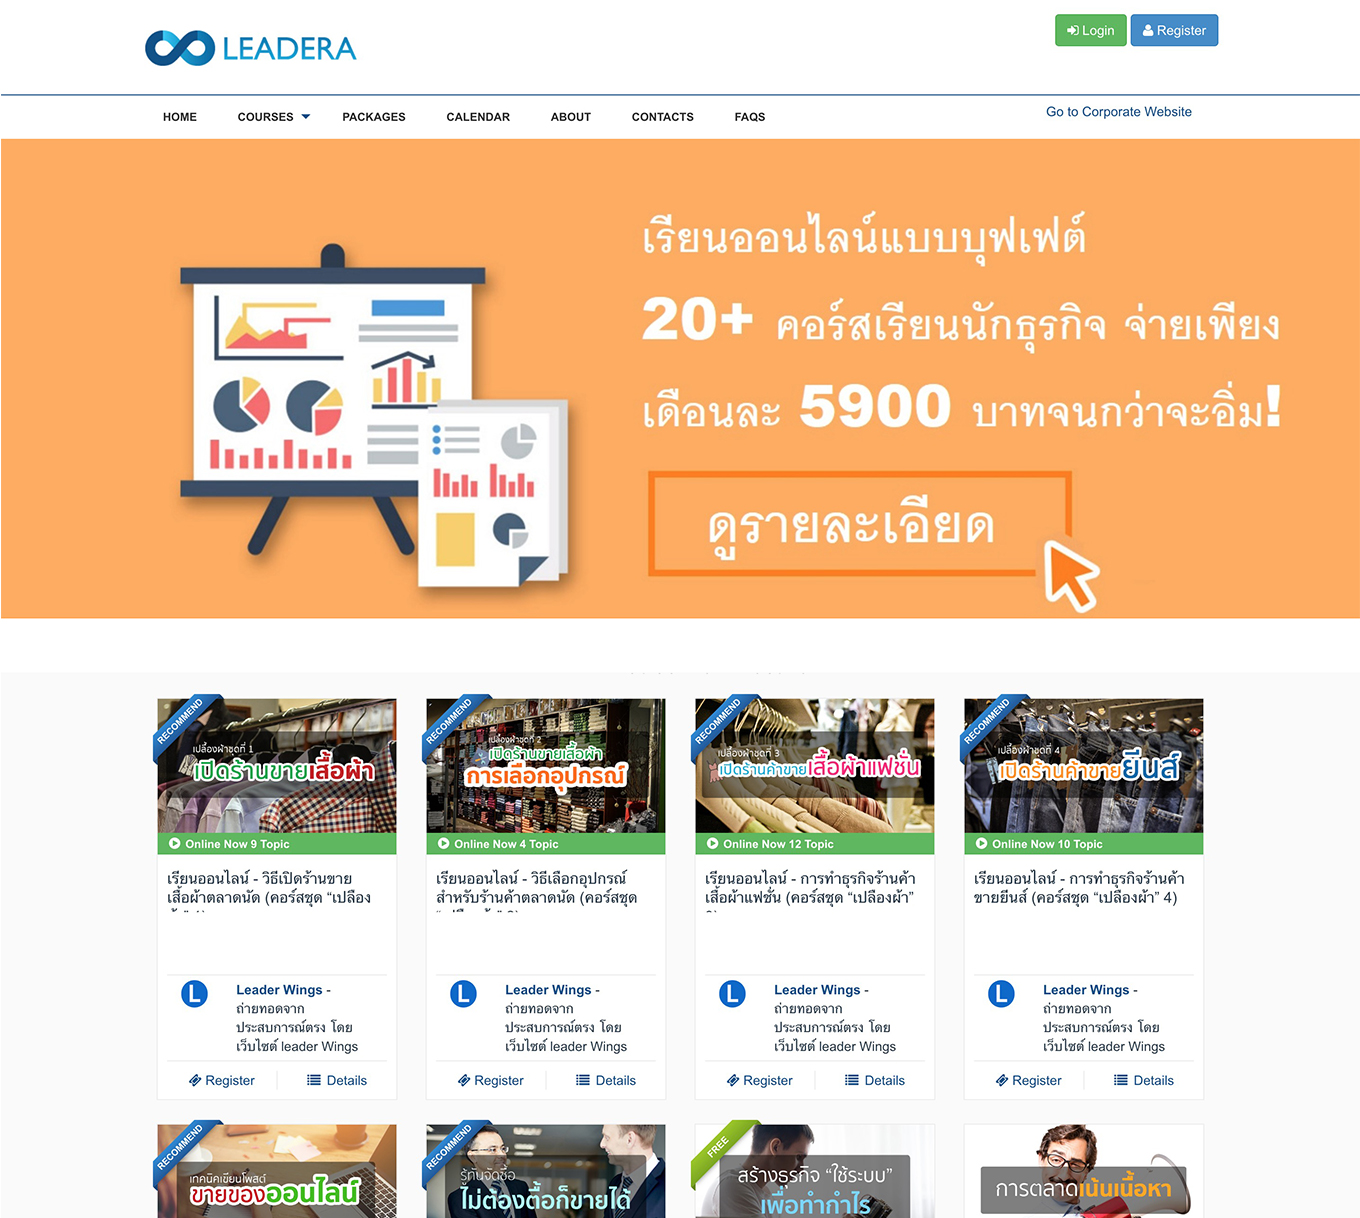 LEADERA
Login
Register
HOME
COURSES
PACKAGES
CALENDAR
ABOUT
CONTACTS
FAQS
Go to Corporate Website
เรียนออนไลน์แบบบุฟเฟต์
20+ คอร์สเรียนนักธุรกิจ จ่ายเพียง
เดือนละ 5900 บาทจนกว่าจะอิ่ม!
ดูรายละเอียด
RECOMMEND
เปลื้องผ้าชุดที่ 1
เปิดร้านขายเสื้อผ้า
Online Now 9 Topic
เรียนออนไลน์ - วิธีเปิดร้านขาย
เสื้อผ้าตลาดนัด (คอร์สชุด “เปลือง
Leader Wings -
ถ่ายทอดจาก
ประสบการณ์ตรง โดย
เว็บไซต์ leader Wings
Register
Details
RECOMMEND
เปลื้องผ้าชุดที่ 2
เปิดร้านขายเสื้อผ้า
การเลือกอุปกรณ์
Online Now 4 Topic
เรียนออนไลน์ - วิธีเลือกอุปกรณ์
สำหรับร้านค้าตลาดนัด (คอร์สชุด
Leader Wings -
ถ่ายทอดจาก
ประสบการณ์ตรง โดย
เว็บไซต์ leader Wings
Register
Details
RECOMMEND
เปลื้องผ้าชุดที่ 3
เปิดร้านค้าขายเสื้อผ้าแฟชั่น
Online Now 12 Topic
เรียนออนไลน์ - การทำธุรกิจร้านค้า
เสื้อผ้าแฟชั่น (คอร์สชุด “เปลืองผ้า”
Leader Wings -
ถ่ายทอดจาก
ประสบการณ์ตรง โดย
เว็บไซต์ leader Wings
Register
Details
RECOMMEND
เปลื้องผ้าชุดที่ 4
เปิดร้านค้าขายยีนส์
Online Now 10 Topic
เรียนออนไลน์ - การทำธุรกิจร้านค้า
ขายยีนส์ (คอร์สชุด “เปลืองผ้า” 4)
Leader Wings -
ถ่ายทอดจาก
ประสบการณ์ตรง โดย
เว็บไซต์ leader Wings
Register
Details
RECOMMEND
เทคนิคเขียนโพสต์
ขายของออนไลน์
RECOMMEND
รู้ทันจัดซื้อ
ไม่ต้องตื้อก็ขายได้
FREE
สร้างธุรกิจ “ใช้ระบบ”
เพื่อทำกำไร
การตลาดเน้นเนื้อหา